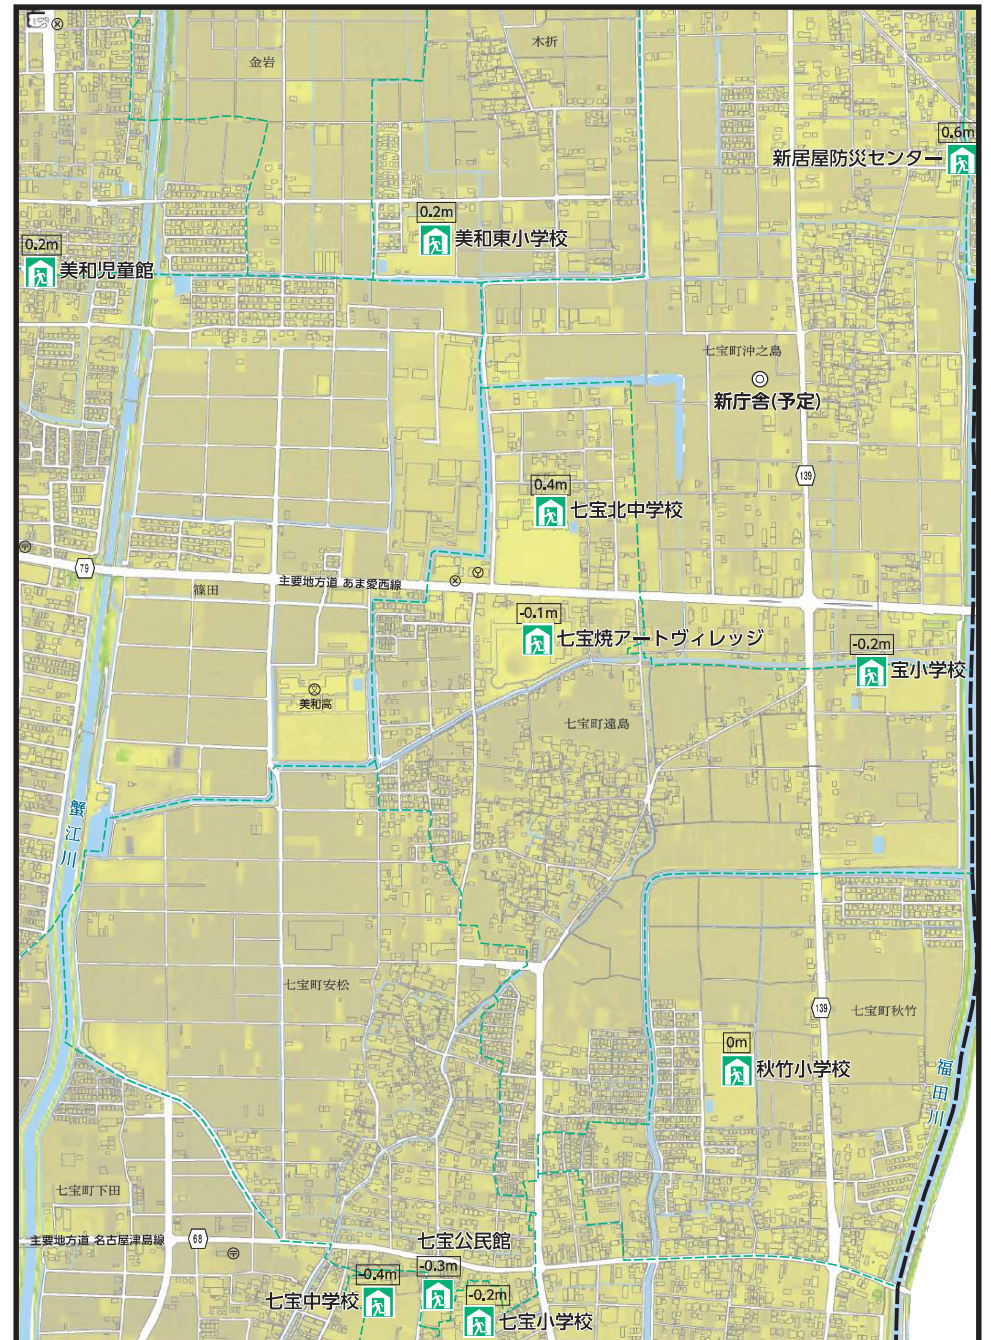 木折
金岩
0.6m
新居屋防災センター
0.2m
美和東小学校
0.2m
美和児童館
七宝町沖之島
新庁舎(予定)
139
0.4m
七宝北中学校
79
主要地方道 あま愛西線
篠田
-0.1m
七宝焼アートヴィレッジ
-0.2m
宝小学校
美和高
七宝町遠島
蟹江川
七宝町安松
139
七宝町秋竹
0m
秋竹小学校
福田川
七宝町下田
主要地方道 名古屋津島線
68
七宝公民館
-0.3m
-0.4m
七宝中学校
-0.2m
七宝小学校